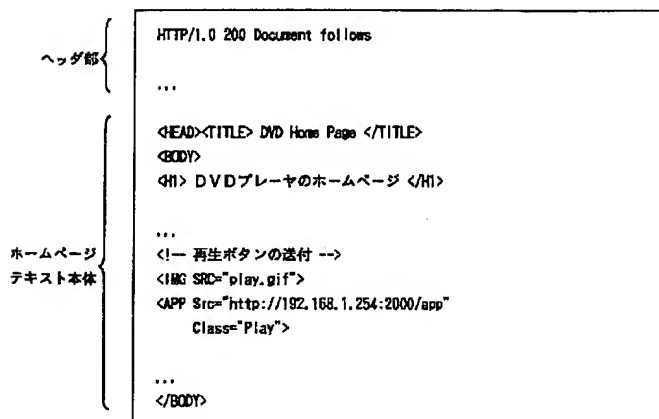 ヘッダ部
HTTP/1.0 200 Document follows
...
ホームページ
テキスト本体
<HEAD><TITLE> DVD Home Page </TITLE>
<BODY>
<H1> DVDプレーヤのホームページ </H1>
...
<!-- 再生ボタンの送付 -->
<IMG SRC="play.gif">
<APP Src="http://192.168.1.254:2000/app"
Class="Play">
...
</BODY>